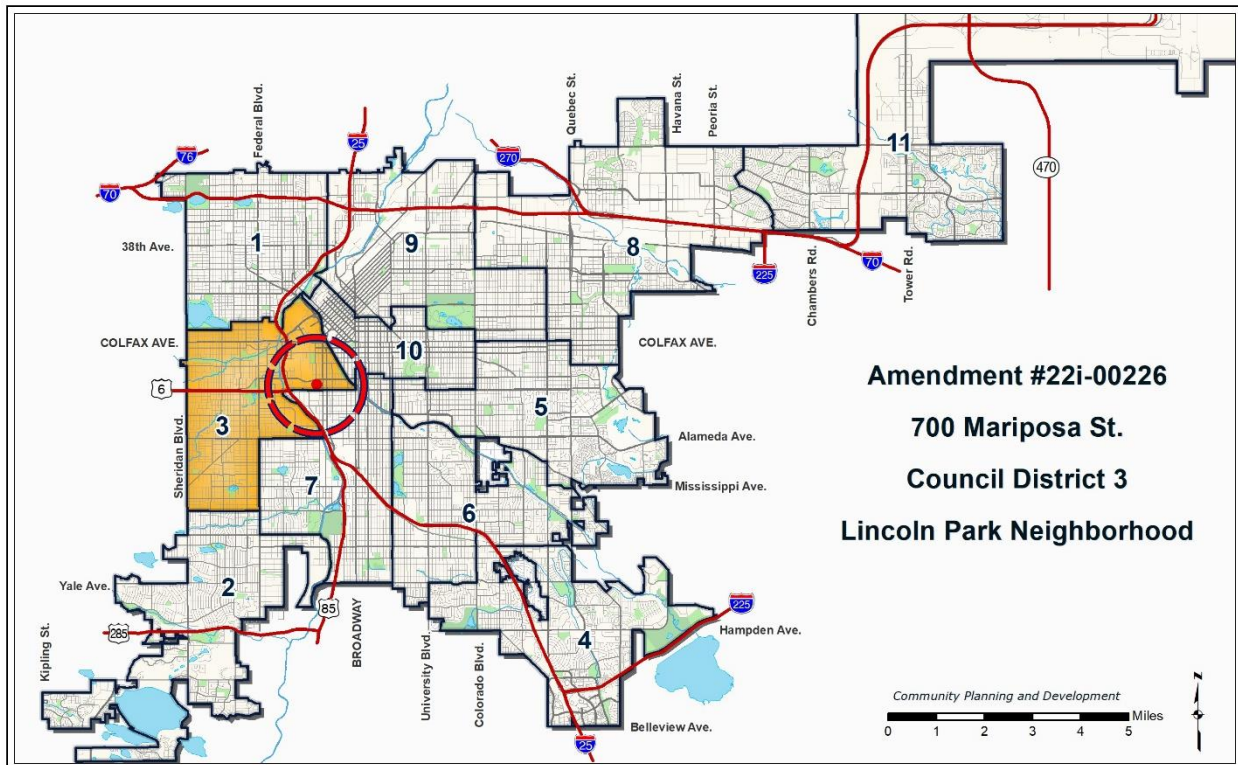 Federal Blvd.
25
76
70
270
Quebec St.
Havana St.
Peoria St.
11
470
38th Ave.
1
9
8
225
Chambers Rd.
70
Tower Rd.
COLFAX AVE.
10
COLFAX AVE.
6
3
Sheridan Blvd.
5
Alameda Ave.
7
6
Mississippi Ave.
Amendment #22i-00226
700 Mariposa St.
Council District 3
Lincoln Park Neighborhood
Yale Ave.
2
85
285
Kipling St.
BROADWAY
University Blvd.
Colorado Blvd.
4
225
Hampden Ave.
Belleview Ave.
25
Community Planning and Development
Miles
0 1 2 3 4 5
Z